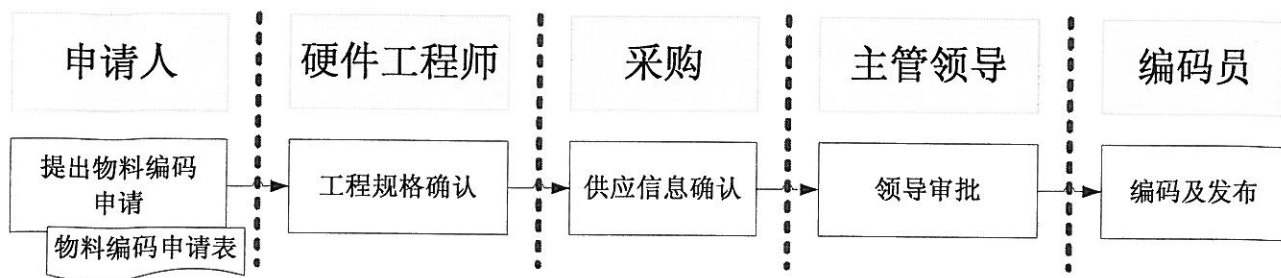 申请人
硬件工程师
采购
主管领导
编码员
提出物料编码
申请
工程规格确认
供应信息确认
领导审批
编码及发布
物料编码申请表